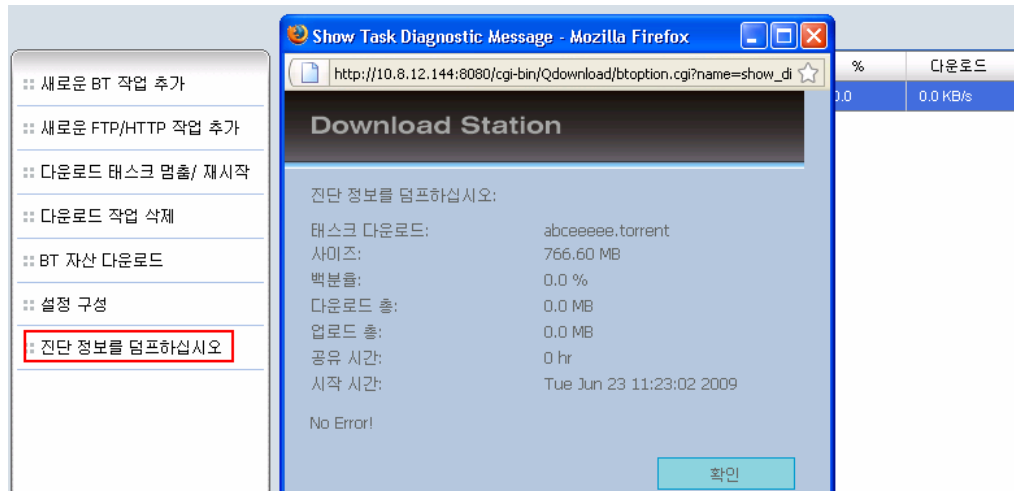 새로운 BT 작업 추가
새로운 FTP/HTTP 작업 추가
다운로드 태스크 멈춤/ 재시작
다운로드 작업 삭제
BT 자산 다운로드
설정 구성
진단 정보를 덤프하십시오
Show Task Diagnostic Message - Mozilla Firefox
http://10.8.12.144:8080/cgi-bin/Qdownload/btoption.cgi?name=show_di
Download Station
진단 정보를 덤프하십시오:
태스크 다운로드: abceeeee.torrent
사이즈: 766.60 MB
백분율: 0.0 %
다운로드 총: 0.0 MB
업로드 총: 0.0 MB
공유 시간: 0 hr
시작 시간: Tue Jun 23 11:23:02 2009
No Error!
확인
% 다운로드
0.0 KB/s